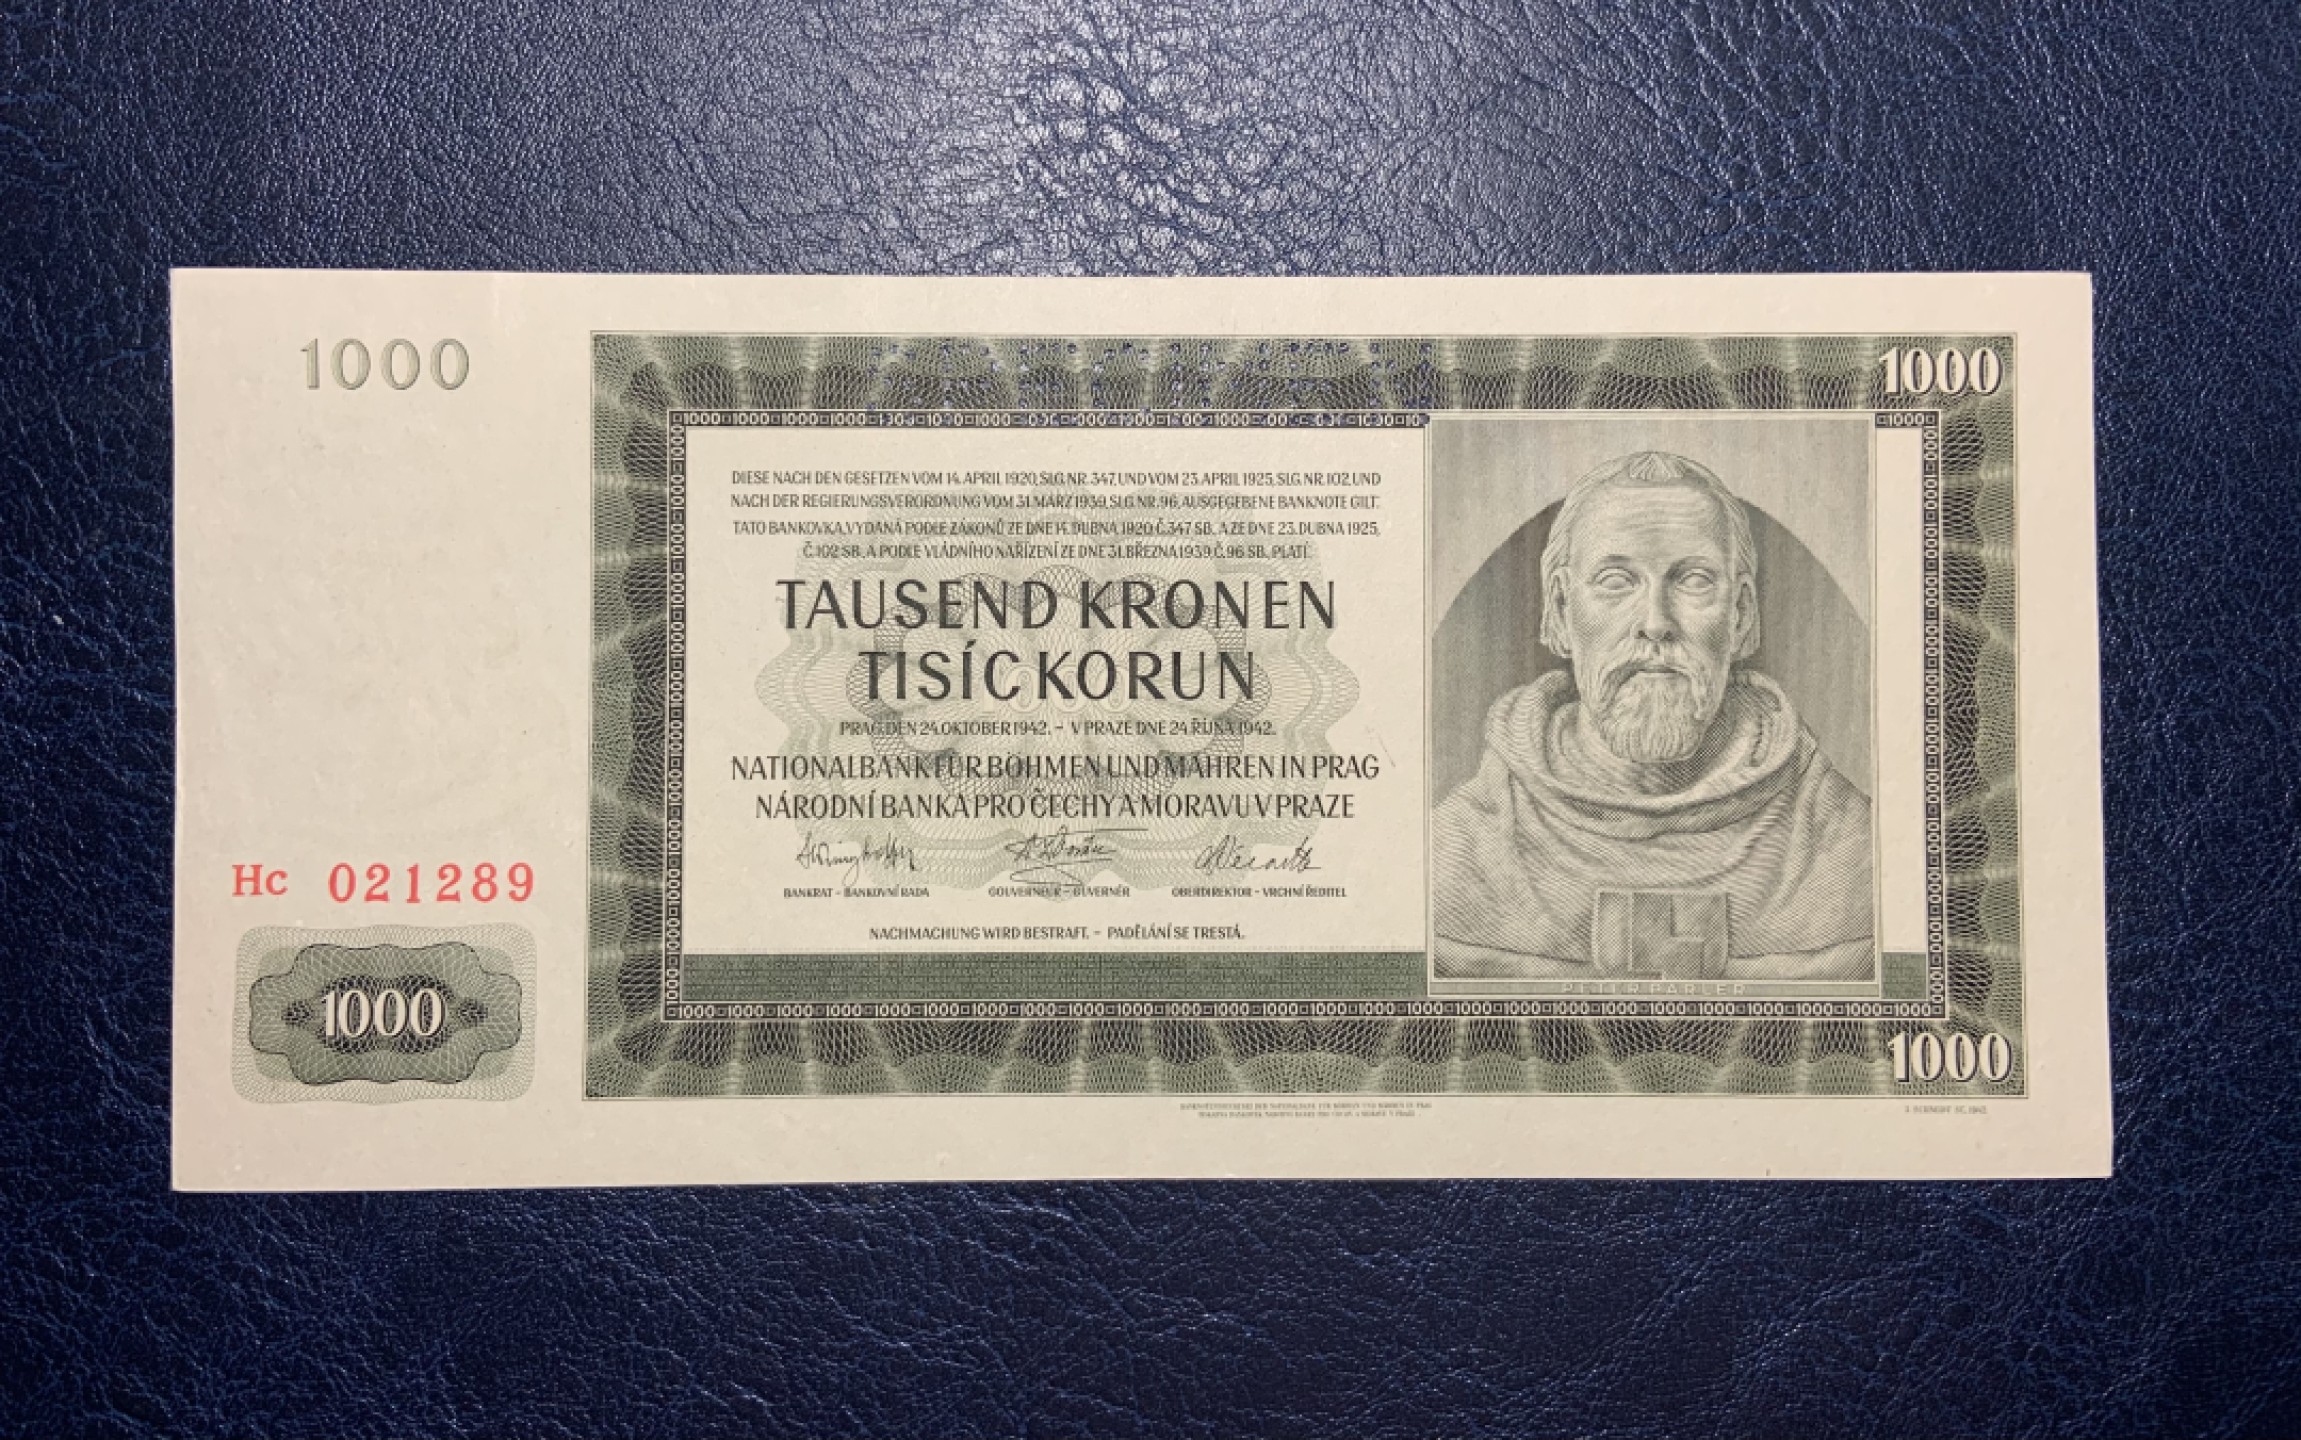 1000
1000
DIESE NACH DEN GESETZEN VOM 14. APRIL 1920, SLG. NR. 347, UND VOM 23. APRIL 1925, SLG. NR. 102, UND
NACH DER REGIERUNGSVERORDNUNG VOM 31. MÄRZ 1939, SLG. NR. 96, AUSGEGEBENE BANKNOTE GILT.
TATO BANKOVKA, VYDANÁ PODLE ZÁKONŮ ZE DNE 14. DUBNA 1920, Č. 347 SB., A ZE DNE 23. DUBNA 1925,
Č. 102 SB., A PODLE VLÁDNÍHO NAŘÍZENÍ ZE DNE 31. BŘEZNA 1939, Č. 96 SB., PLATÍ.
TAUSEND KRONEN
TISÍC KORUN
PRAG, DEN 24. OKTOBER 1942. – V PRAZE DNE 24. ŘÍJNA 1942.
NATIONALBANK FÜR BÖHMEN UND MÄHREN IN PRAG
NÁRODNÍ BANKA PRO ČECHY A MORAVU V PRAZE
BANKRAT – BANKOVNÍ RADA GOUVERNEUR – GUVERNÉR OBERDIREKTOR – VRCHNÍ ŘEDITEL
NACHMACHUNG WIRD BESTRAFT. – PADĚLÁNÍ SE TRESTÁ.
Hc 021289
1000
PETER PARLER
1000